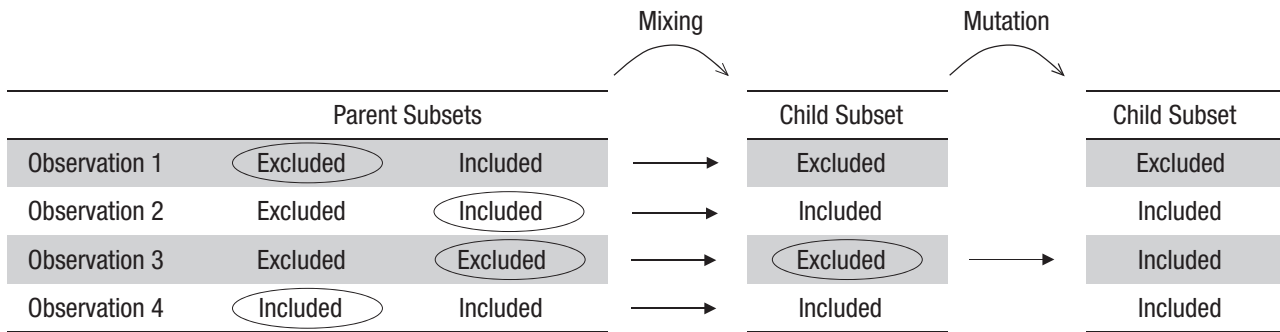 Mixing Mutation
Parent Subsets Child Subset Child Subset
Observation 1 Excluded Included Excluded Excluded
Observation 2 Excluded Included Included Included
Observation 3 Excluded Excluded Excluded Included
Observation 4 Included Included Included Included